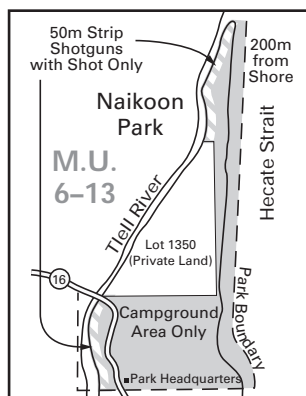 50m Strip
Shotguns
with Shot Only
200m
from
Shore
Naikoon
Park
Hecate Strait
M.U.
6–13
Tlell River
Lot 1350
(Private Land)
16
Campground
Area Only
Park Boundary
Park Headquarters